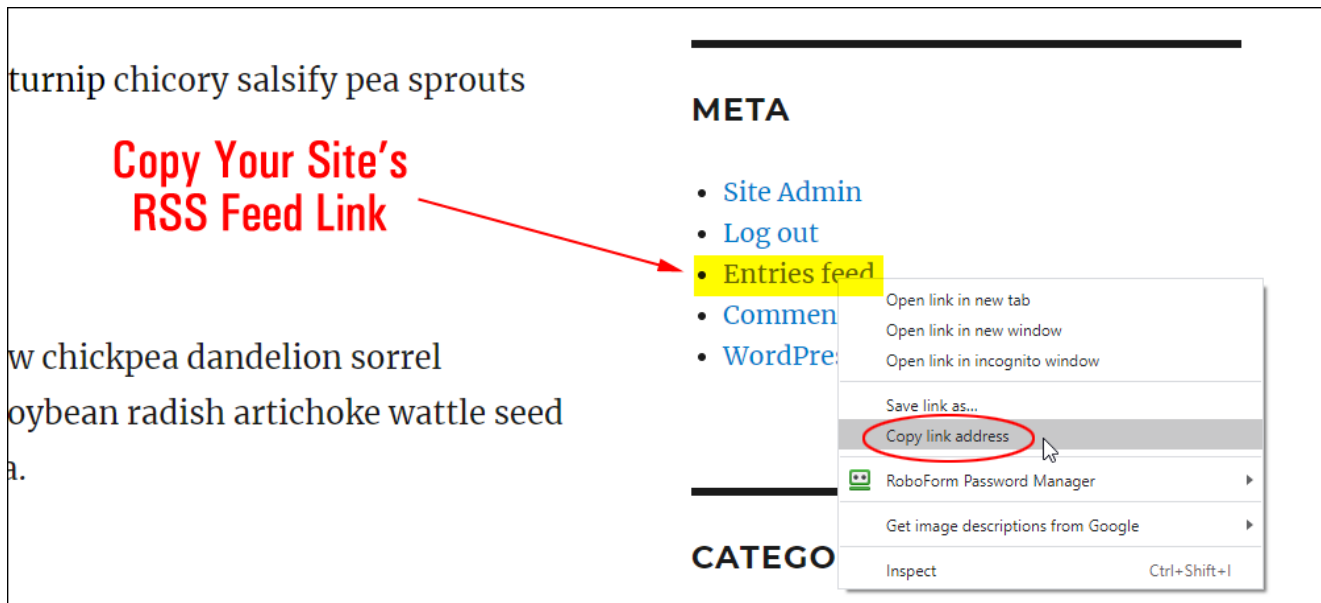 turnip chicory salsify pea sprouts
Copy Your Site's
RSS Feed Link
w chickpea dandelion sorrel
oybean radish artichoke wattle seed
a.
META
Site Admin
Log out
Entries feed
Commen
WordPre
CATEGO
Open link in new tab
Open link in new window
Open link in incognito window
Save link as...
Copy link address
RoboForm Password Manager
Get image descriptions from Google
Inspect Ctrl+Shift+I